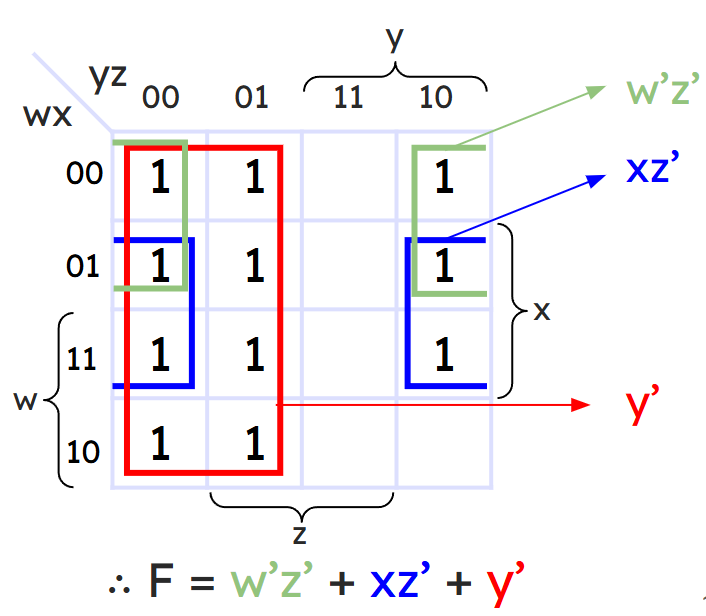 y
yz 00 01 11 10 w’z’
wx
00 1 1 1 xz’
01 1 1 1
x
11 1 1 1
w
y’
10 1 1
z
∴ F = w’z’ + xz’ + y’